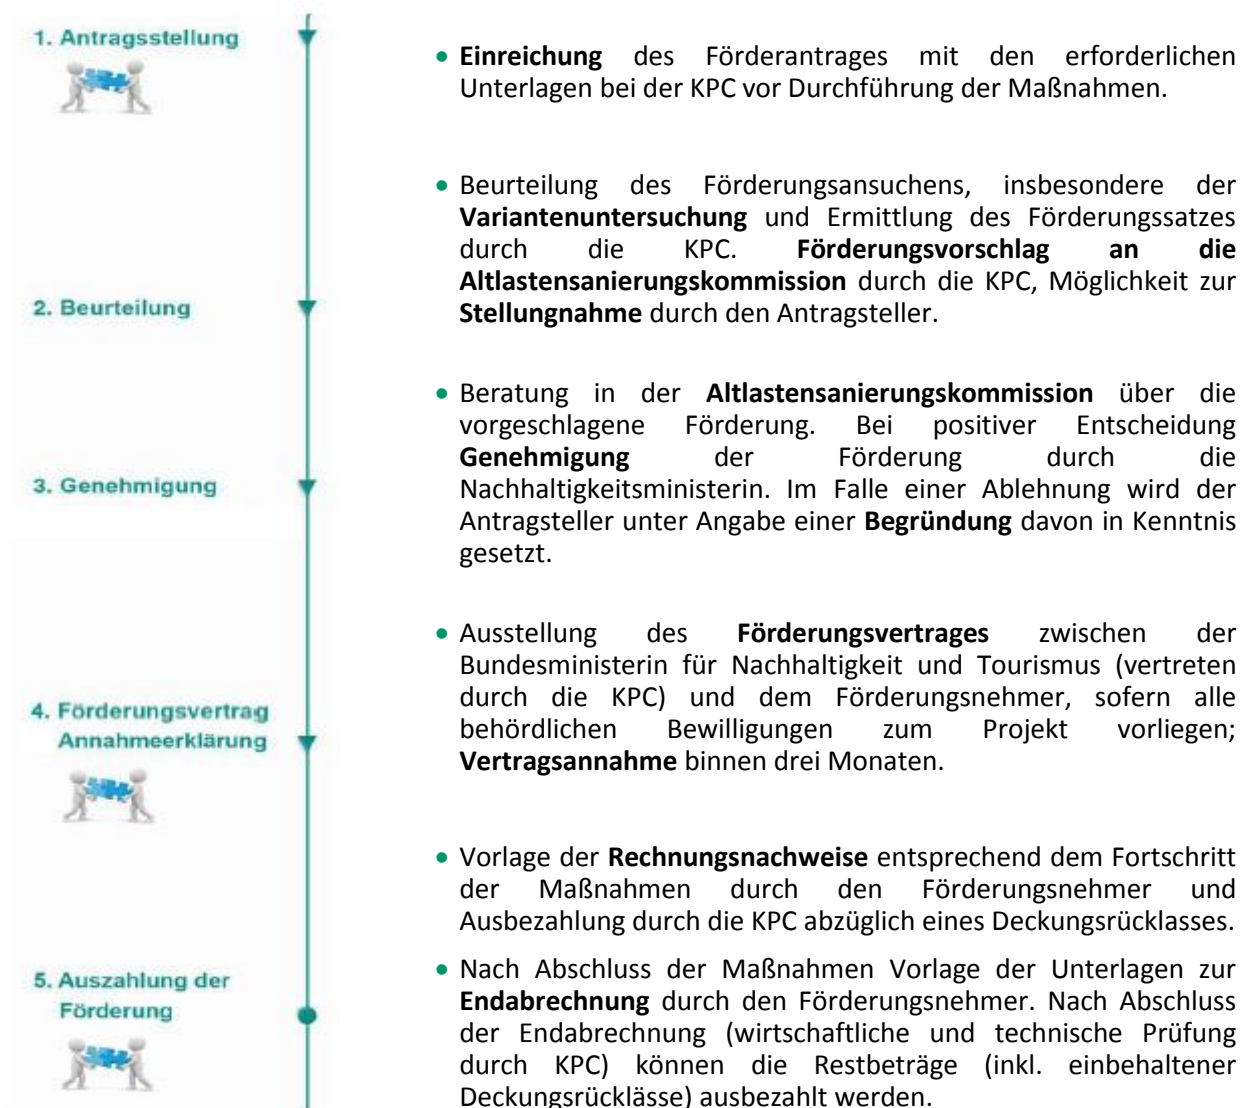 1. Antragsstellung
• Einreichung des Förderantrages mit den erforderlichen
Unterlagen bei der KPC vor Durchführung der Maßnahmen.
• Beurteilung des Förderungsansuchens, insbesondere der
Variantenuntersuchung und Ermittlung des Förderungssatzes
durch die KPC. Förderungsvorschlag an die
Altlastensanierungskommission durch die KPC, Möglichkeit zur
Stellungnahme durch den Antragsteller.
2. Beurteilung
• Beratung in der Altlastensanierungskommission über die
vorgeschlagene Förderung. Bei positiver Entscheidung
Genehmigung der Förderung durch die
Nachhaltigkeitsministerin. Im Falle einer Ablehnung wird der
Antragsteller unter Angabe einer Begründung davon in Kenntnis
gesetzt.
3. Genehmigung
• Ausstellung des Förderungsvertrages zwischen der
Bundesministerin für Nachhaltigkeit und Tourismus (vertreten
durch die KPC) und dem Förderungsnehmer, sofern alle
behördlichen Bewilligungen zum Projekt vorliegen;
Vertragsannahme binnen drei Monaten.
4. Förderungsvertrag
Annahmeerklärung
• Vorlage der Rechnungsnachweise entsprechend dem Fortschritt
der Maßnahmen durch den Förderungsnehmer und
Ausbezahlung durch die KPC abzüglich eines Deckungsrücklasses.
• Nach Abschluss der Maßnahmen Vorlage der Unterlagen zur
Endabrechnung durch den Förderungsnehmer. Nach Abschluss
der Endabrechnung (wirtschaftliche und technische Prüfung
durch KPC) können die Restbeträge (inkl. einbehaltener
Deckungsrücklässe) ausbezahlt werden.
5. Auszahlung der
Förderung